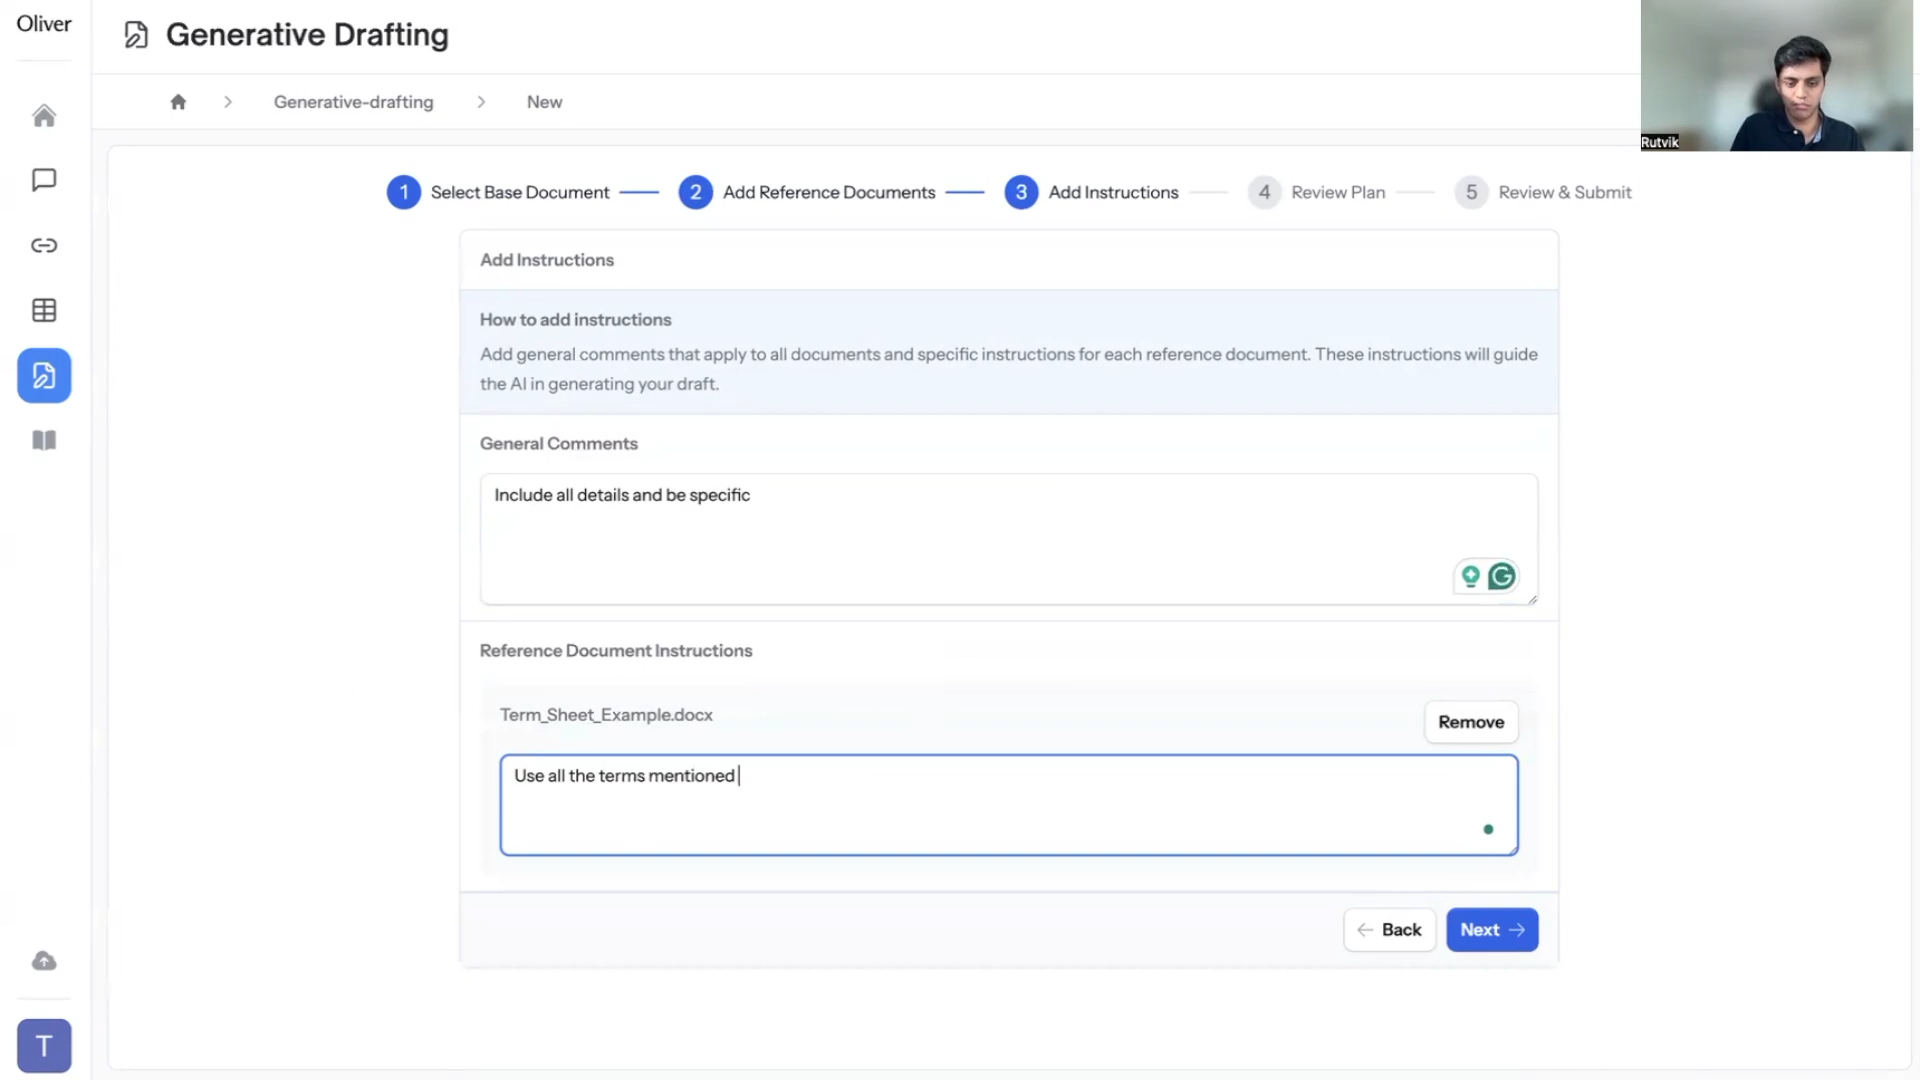 Oliver
Generative Drafting
Generative-drafting
New
Rutvik
1 Select Base Document
2 Add Reference Documents
3 Add Instructions
4 Review Plan
5 Review & Submit
Add Instructions
How to add instructions
Add general comments that apply to all documents and specific instructions for each reference document. These instructions will guide
the AI in generating your draft.
General Comments
Include all details and be specific
Reference Document Instructions
Term_Sheet_Example.docx
Remove
Use all the terms mentioned
Back
Next
T